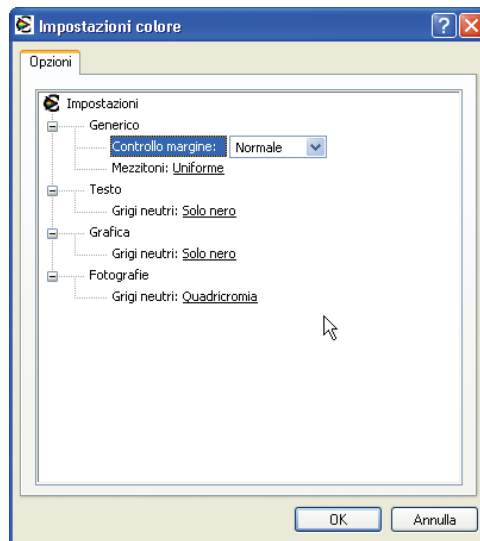 Impostazioni colore
Opzioni
Impostazioni
Generico
Controllo margine: Normale
Mezzitoni: Uniforme
Testo
Grigi neutri: Solo nero
Grafica
Grigi neutri: Solo nero
Fotografie
Grigi neutri: Quadricromia
OK Annulla